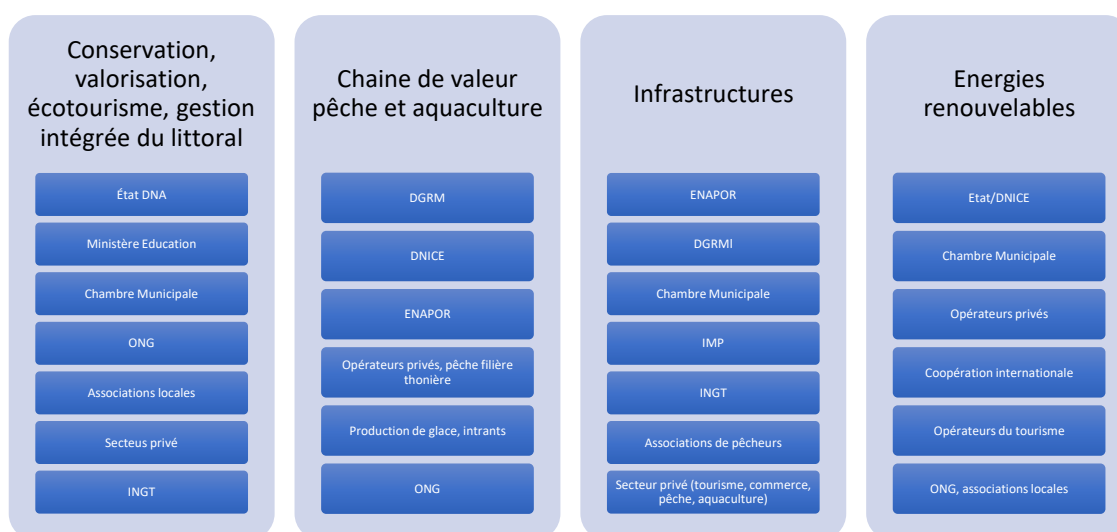 Conservation,
valorisation,
écotourisme, gestion
intégrée du littoral
État DNA
Ministère Education
Chambre Municipale
ONG
Associations locales
Secteus privé
INGT
Chaine de valeur
pêche et aquaculture
DGRM
DNICE
ENAPOR
Opérateurs privés, pêche filière
thonière
Production de glace, intrants
ONG
Infrastructures
ENAPOR
DGRMl
Chambre Municipale
IMP
INGT
Associations de pêcheurs
Secteur privé (tourisme, commerce,
pêche, aquaculture)
Energies
renouvelables
Etat/DNICE
Chambre Municipale
Opérateurs privés
Coopération internationale
Opérateurs du tourisme
ONG, associations locales